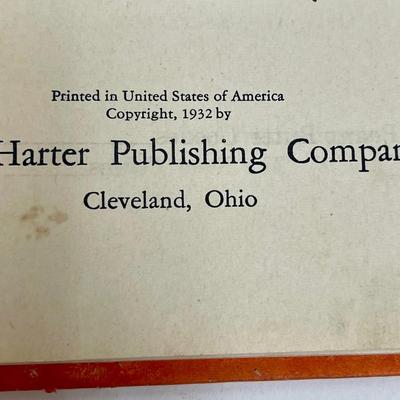 Printed in United States of America
Copyright, 1932 by
Harter Publishing Compan
Cleveland, Ohio